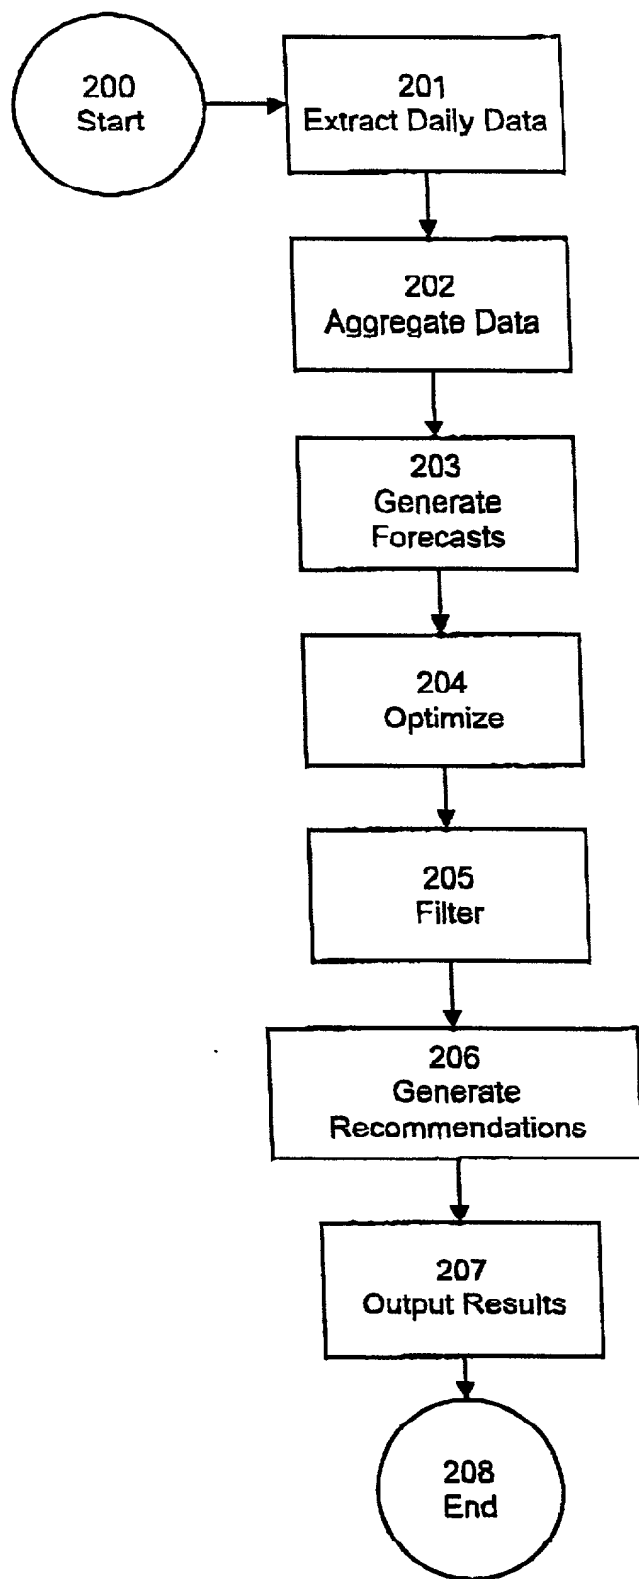 200
Start
201
Extract Daily Data
202
Aggregate Data
203
Generate
Forecasts
204
Optimize
205
Filter
206
Generate
Recommendations
207
Output Results
208
End